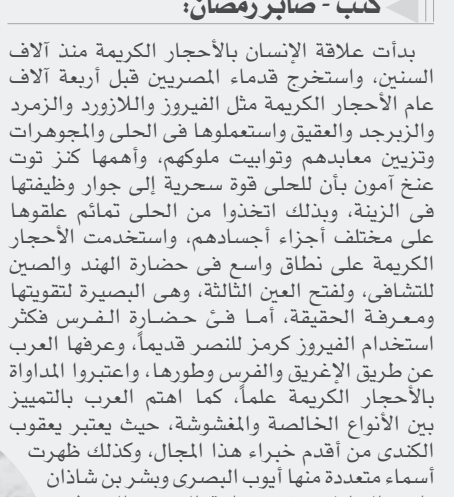 كتب - صابر رمضان:
بدأت علاقة الإنسان بالأحجار الكريمة منذ آلاف
السنين، واستخرج قدماء المصريين قبل أربعة آلاف
عام الأحجار الكريمة مثل الفيروز واللازورد والزمرد
والزبرجد والعقيق واستعملوها فى الحلى والمجوهرات
وتزيين معابدهم وتوابيت ملوكهم، وأهمها كنز توت
عنخ آمون بأن للحلى قوة سحرية إلى جوار وظيفتها
فى الزينة، وبذلك اتخذوا من الحلى تمائم علقوها
على مختلف أجزاء أجسادهم، واستخدمت الأحجار
الكريمة على نطاق واسع فى حضارة الهند والصين
للتشافى، ولفتح العين الثالثة، وهى البصيرة لتقويتها
ومعرفة الحقيقة، أما فئ حضارة الفرس فكثر
استخدام الفيروز كرمز للنصر قديماً، وعرفها العرب
عن طريق الإغريق والفرس وطورها، واعتبروا المداواة
بالأحجار الكريمة علماً، كما اهتم العرب بالتمييز
بين الأنواع الخالصة والمغشوشة، حيث يعتبر يعقوب
الكندى من أقدم خبراء هذا المجال، وكذلك ظهرت
أسماء متعددة منها أيوب البصرى وبشر بن شاذان